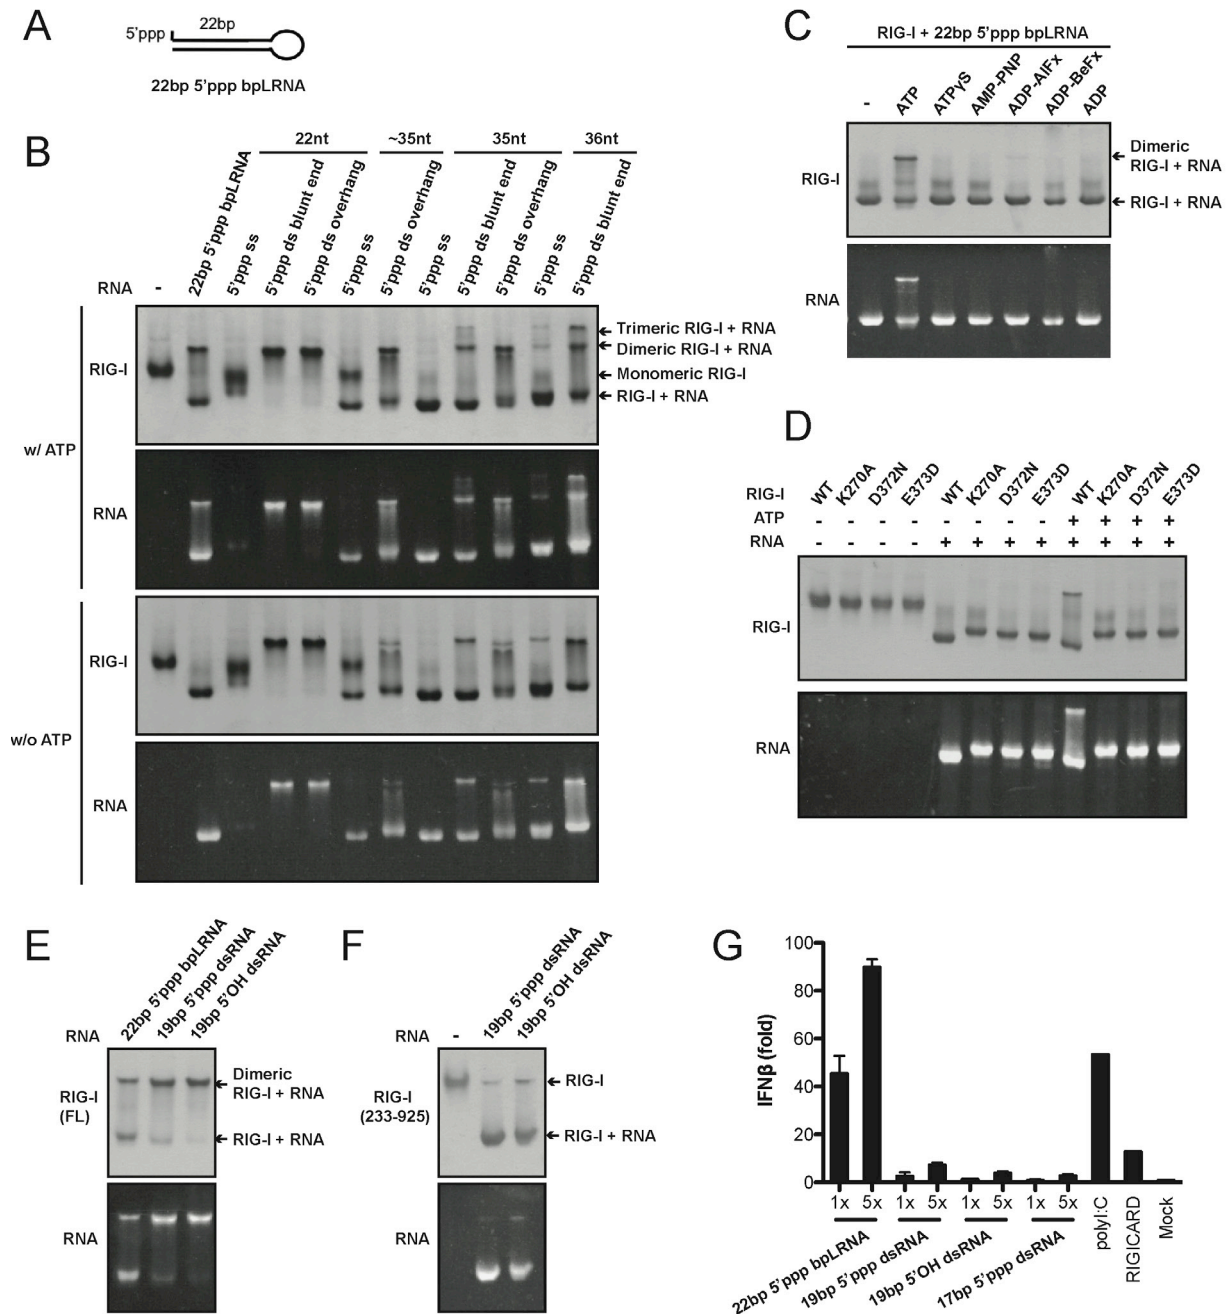 A
5'ppp
22bp
22bp 5'ppp bpLRNA
B
22nt
~35nt
35nt
36nt
RNA
-
22bp 5'ppp bpLRNA
5'ppp ss
5'ppp ds blunt end
5'ppp ds overhang
5'ppp ss
5'ppp ds overhang
5'ppp ss
5'ppp ds blunt end
5'ppp ds overhang
5'ppp ss
5'ppp ds blunt end
w/ ATP
RIG-I
Trimeric RIG-I + RNA
Dimeric RIG-I + RNA
Monomeric RIG-I
RIG-I + RNA
RNA
w/o ATP
RIG-I
RNA
C
RIG-I + 22bp 5'ppp bpLRNA
-
ATP
ATPγS
AMP-PNP
ADP-AlFx
ADP-BeFx
ADP
RIG-I
Dimeric
RIG-I + RNA
RIG-I + RNA
RNA
D
RIG-I WT K270A D372N E373D WT K270A D372N E373D WT K270A D372N E373D
ATP - - - - - - - - + + + +
RNA - - - - + + + + + + + +
RIG-I
RNA
E
RNA
22bp 5'ppp bpLRNA
19bp 5'ppp dsRNA
19bp 5'OH dsRNA
RIG-I
(FL)
Dimeric
RIG-I + RNA
RIG-I + RNA
RNA
F
RNA
-
19bp 5'ppp dsRNA
19bp 5'OH dsRNA
RIG-I
(233-925)
RIG-I
RIG-I + RNA
RNA
G
IFNβ (fold)
100
80
60
40
20
0
1x 5x 1x 5x 1x 5x 1x 5x
22bp 5'ppp bpLRNA
19bp 5'ppp dsRNA
19bp 5'OH dsRNA
17bp 5'ppp dsRNA
polyI:C
RIGICARD
Mock